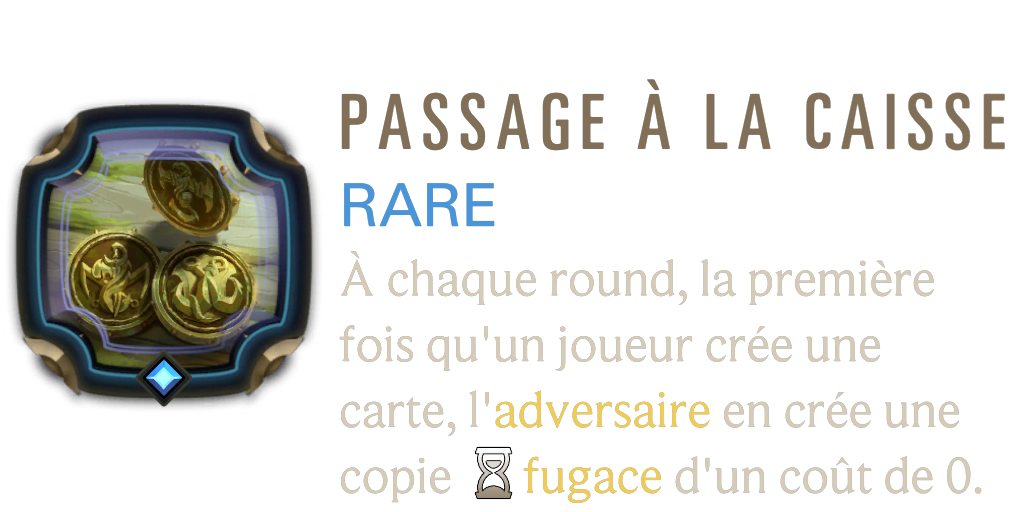 PASSAGE À LA CAISSE
RARE
À chaque round, la première
fois qu'un joueur crée une
carte, l'adversaire en crée une
copie fugace d'un coût de 0.